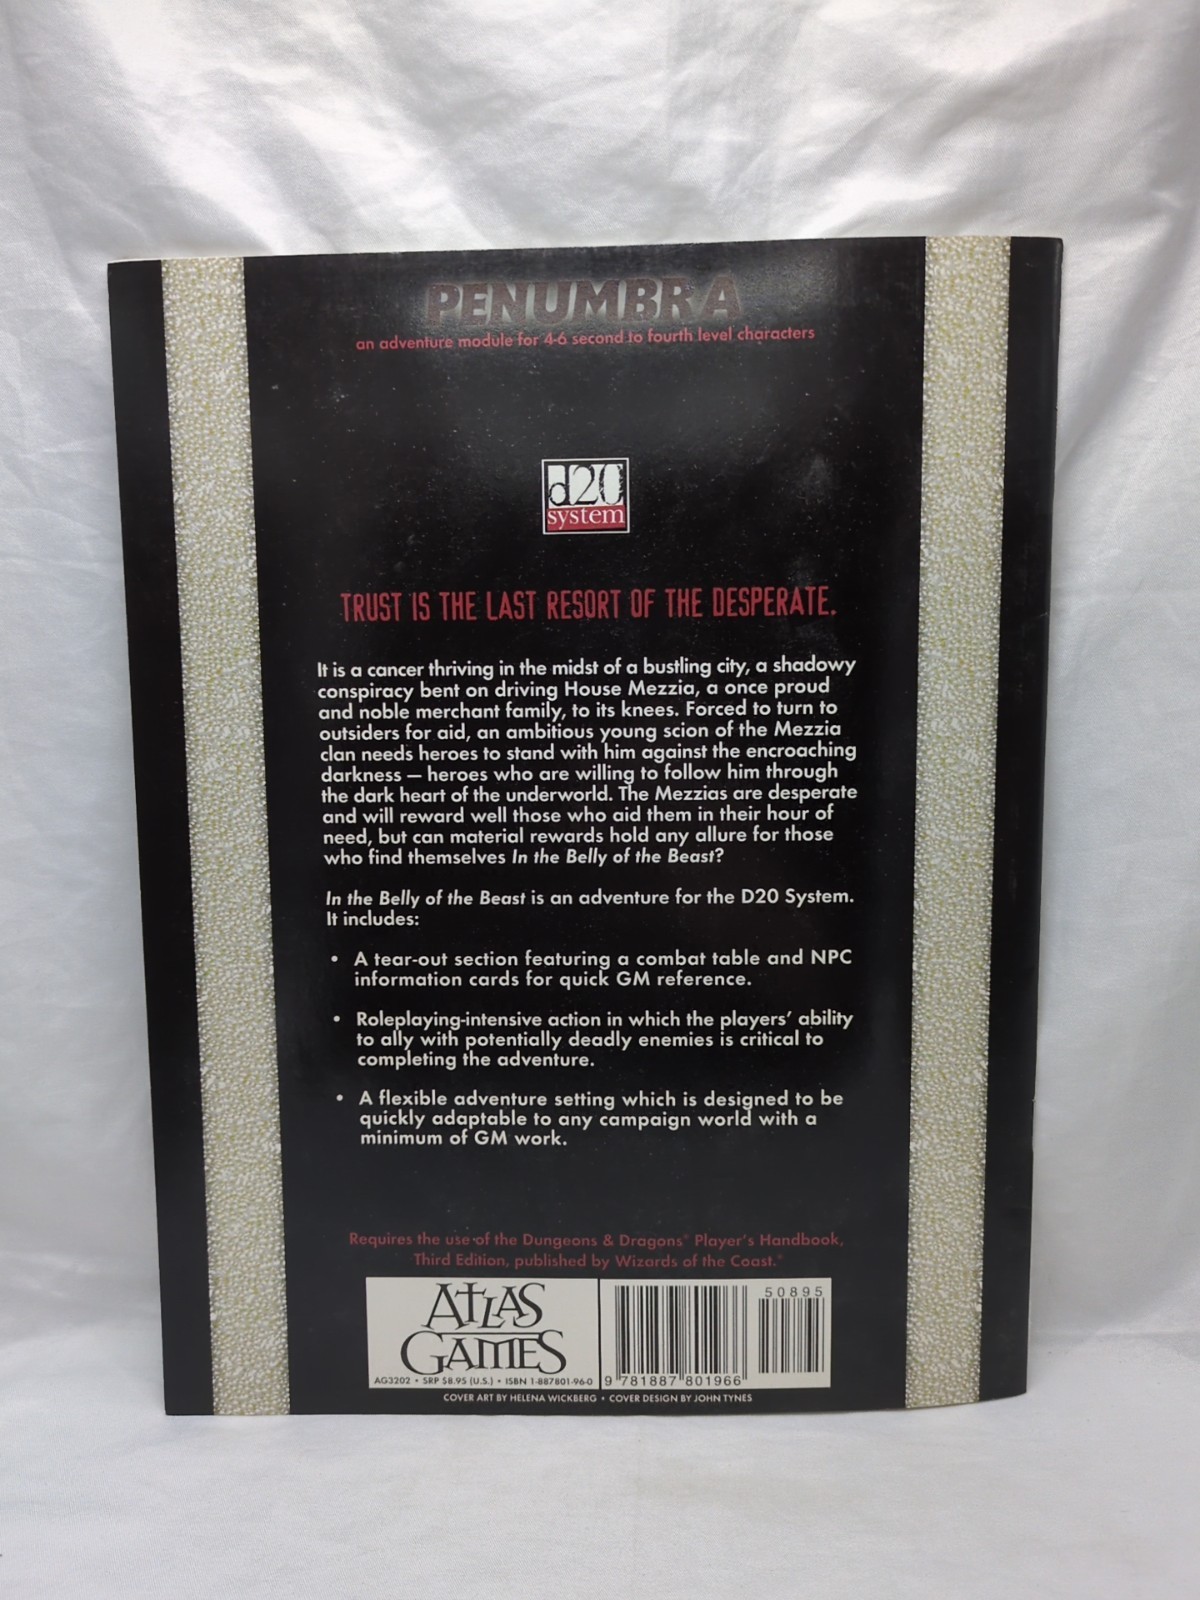 PENUMBRA
an adventure module for 4-6 second to fourth level characters
d20
system
TRUST IS THE LAST RESORT OF THE DESPERATE.
It is a cancer thriving in the midst of a bustling city, a shadowy
conspiracy bent on driving House Mezzia, a once proud
and noble merchant family, to its knees. Forced to turn to
outsiders for aid, an ambitious young scion of the Mezzia
clan needs heroes to stand with him against the encroaching
darkness — heroes who are willing to follow him through
the dark heart of the underworld. The Mezzias are desperate
and will reward well those who aid them in their hour of
need, but can material rewards hold any allure for those
who find themselves In the Belly of the Beast?
In the Belly of the Beast is an adventure for the D20 System.
It includes:
• A tear-out section featuring a combat table and NPC
information cards for quick GM reference.
• Roleplaying-intensive action in which the players' ability
to ally with potentially deadly enemies is critical to
completing the adventure.
• A flexible adventure setting which is designed to be
quickly adaptable to any campaign world with a
minimum of GM work.
Requires the use of the Dungeons & Dragons® Player's Handbook,
Third Edition, published by Wizards of the Coast.®
ATLAS
GAMES
AG3202 • SRP $8.95 (U.S.) • ISBN 1-887801-96-0
50895
9 781887 801966
COVER ART BY HELENA WICKBERG • COVER DESIGN BY JOHN TYNES